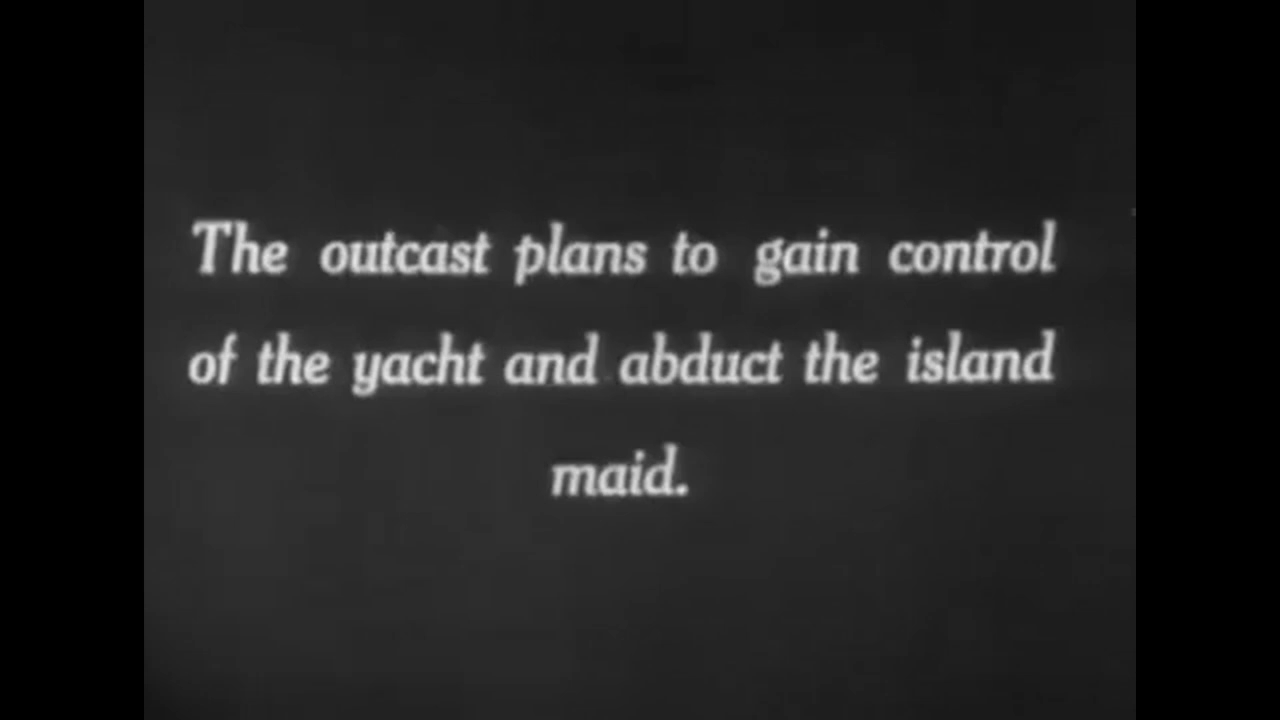 The outcast plans to gain control
of the yacht and abduct the island
maid.